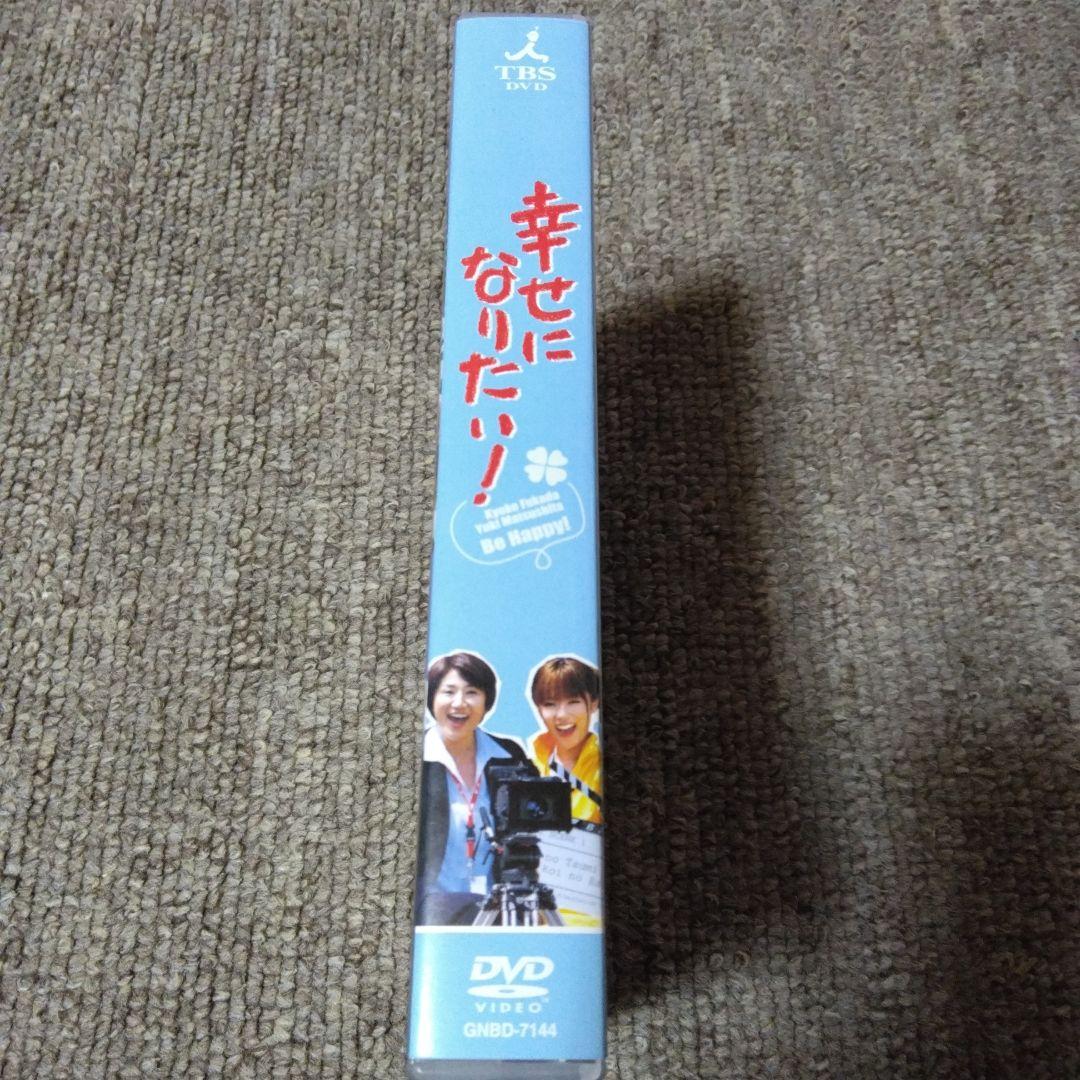 TBS
DVD
幸せに
なりたい!
Kyoko Fukada
Yuki Matsushita
Be Happy!
DVD
VIDEO
GNBD-7144